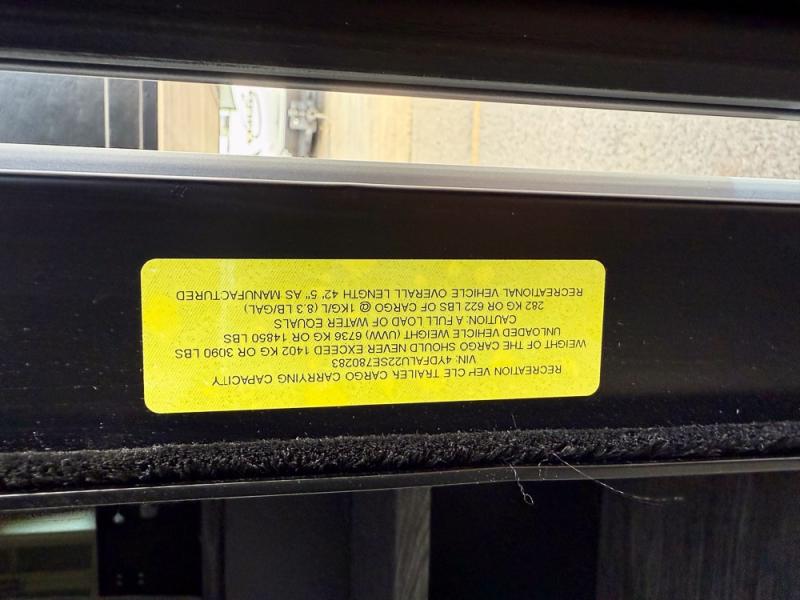 RECREATION VEH CLE TRAILER CARGO CARRYING CAPACITY
VIN: 4YDFALU22SE780283
WEIGHT OF THE CARGO SHOULD NEVER EXCEED 1402 KG OR 3090 LBS
UNLOADED VEHICLE WEIGHT (UVW) 6736 KG OR 14850 LBS
CAUTION: A FULL LOAD OF WATER EQUALS
282 KG OR 622 LBS OF CARGO @ 1KG/L (8.3 LB/GAL)
RECREATIONAL VEHICLE OVERALL LENGTH 42' 5" AS MANUFACTURED